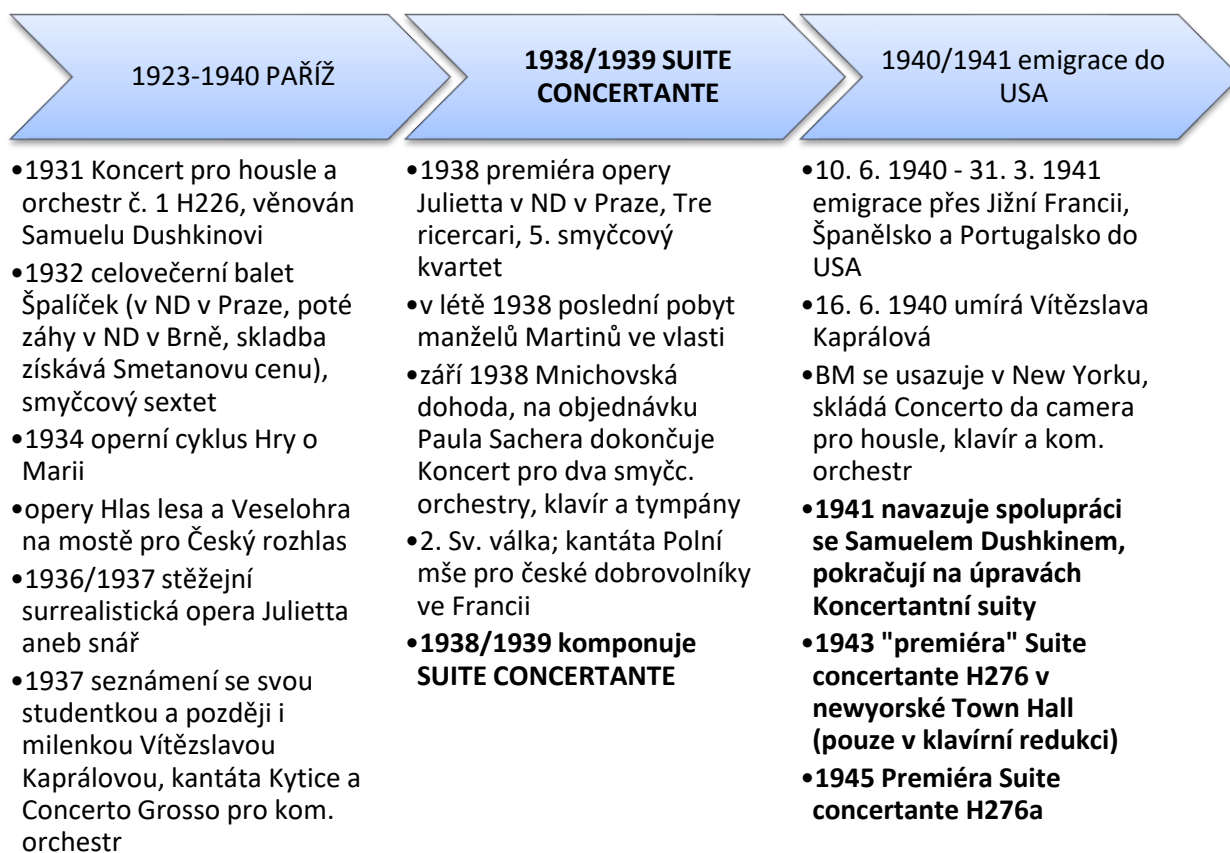 1923-1940 PAŘÍŽ
•1931 Koncert pro housle a
orchestr č. 1 H226, věnován
Samuelu Dushkinovi
•1932 celovečerní balet
Špalíček (v ND v Praze, poté
záhy v ND v Brně, skladba
získává Smetanovu cenu),
smyčcový sextet
•1934 operní cyklus Hry o
Marii
•opery Hlas lesa a Veselohra
na mostě pro Český rozhlas
•1936/1937 stěžejní
surrealistická opera Julietta
aneb snář
•1937 seznámení se svou
studentkou a později i
milenkou Vítězslavou
Kaprálovou, kantáta Kytice a
Concerto Grosso pro kom.
orchestr
1938/1939 SUITE
CONCERTANTE
•1938 premiéra opery
Julietta v ND v Praze, Tre
ricercari, 5. smyčcový
kvartet
•v létě 1938 poslední pobyt
manželů Martinů ve vlasti
•září 1938 Mnichovská
dohoda, na objednávku
Paula Sachera dokončuje
Koncert pro dva smyčc.
orchestry, klavír a tympány
•2. Sv. válka; kantáta Polní
mše pro české dobrovolníky
ve Francii
•1938/1939 komponuje
SUITE CONCERTANTE
1940/1941 emigrace do
USA
•10. 6. 1940 - 31. 3. 1941
emigrace přes Jižní Francii,
Španělsko a Portugalsko do
USA
•16. 6. 1940 umírá Vítězslava
Kaprálová
•BM se usazuje v New Yorku,
skládá Concerto da camera
pro housle, klavír a kom.
orchestr
•1941 navazuje spolupráci
se Samuelem Dushkinem,
pokračují na úpravách
Koncertantní suity
•1943 "premiéra" Suite
concertante H276 v
newyorské Town Hall
(pouze v klavírní redukci)
•1945 Premiéra Suite
concertante H276a